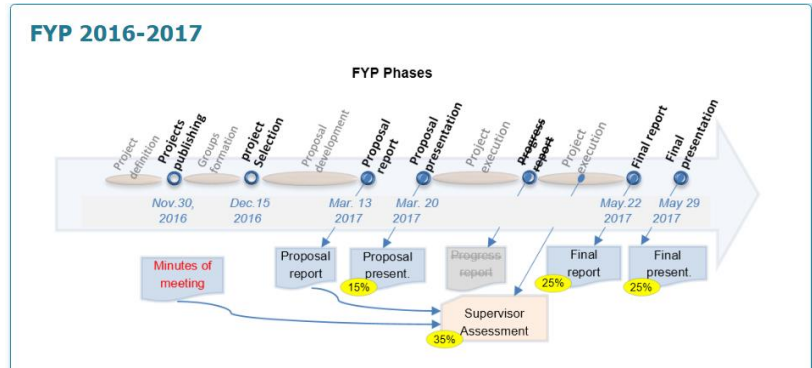 FYP 2016-2017
FYP Phases
Project
definition
Projects
publishing
Groups
formation
project
Selection
Proposal
development
Proposal
report
Proposal
presentation
Project
execution
Progress
report
Project
execution
Final report
Final
presentation
Nov.30,
2016
Dec.15
2016
Mar. 13
2017
Mar. 20
2017
May.22
2017
May 29
2017
Minutes of
meeting
Proposal
report
Proposal
present.
15%
Progress
report
Final
report
25%
Final
present.
25%
Supervisor
Assessment
35%